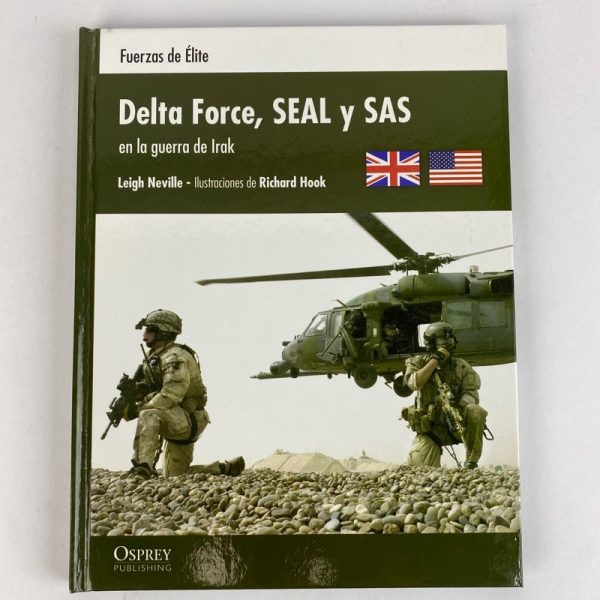 Fuerzas de Élite
Delta Force, SEAL y SAS
en la guerra de Irak
Leigh Neville - Ilustraciones de Richard Hook
OSPREY
PUBLISHING